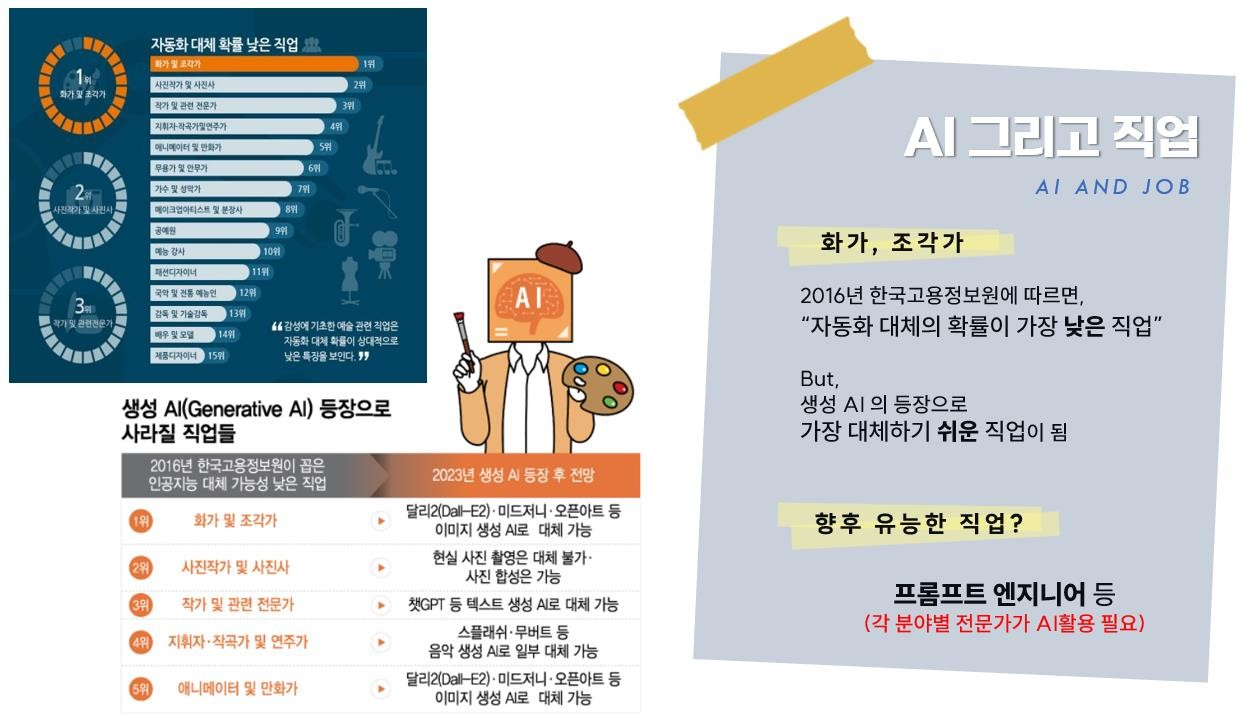 자동화 대체 확률 낮은 직업
1위
화가 및 조각가
2위
사진작가 및 사진사
3위
작가 및 관련전문가
화가 및 조각가 1위
사진작가 및 사진사 2위
작가 및 관련 전문가 3위
지휘자·작곡가및연주가 4위
애니메이터 및 만화가 5위
무용가 및 안무가 6위
가수 및 성악가 7위
메이크업아티스트 및 분장사 8위
공예원 9위
예능 강사 10위
패션디자이너 11위
국악 및 전통 예능인 12위
감독 및 기술감독 13위
배우 및 모델 14위
제품디자이너 15위
“감성에 기초한 예술 관련 직업은
자동화 대체 확률이 상대적으로
낮은 특징을 보인다.”
AI
생성 AI(Generative AI) 등장으로
사라질 직업들
2016년 한국고용정보원이 꼽은
인공지능 대체 가능성 낮은 직업
2023년 생성 AI 등장 후 전망
1위 화가 및 조각가
달리2(Dall-E2)·미드저니·오픈아트 등
이미지 생성 AI로 대체 가능
2위 사진작가 및 사진사
현실 사진 촬영은 대체 불가·
사진 합성은 가능
3위 작가 및 관련 전문가
챗GPT 등 텍스트 생성 AI로 대체 가능
4위 지휘자·작곡가 및 연주가
스플래쉬·무버트 등
음악 생성 AI로 일부 대체 가능
5위 애니메이터 및 만화가
달리2(Dall-E2)·미드저니·오픈아트 등
이미지 생성 AI로 대체 가능
AI 그리고 직업
AI AND JOB
화가, 조각가
2016년 한국고용정보원에 따르면,
“자동화 대체의 확률이 가장 낮은 직업”
But,
생성 AI 의 등장으로
가장 대체하기 쉬운 직업이 됨
향후 유능한 직업?
프롬프트 엔지니어 등
(각 분야별 전문가가 AI활용 필요)